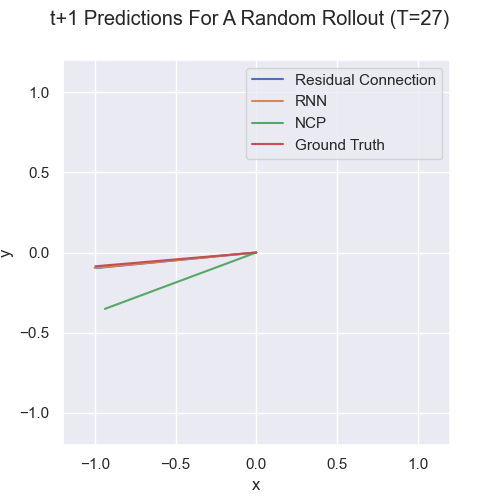 t+1 Predictions For A Random Rollout (T=27)
Residual Connection
RNN
NCP
Ground Truth
1.0
0.5
0.0
−0.5
−1.0
y
−1.0 −0.5 0.0 0.5 1.0
x